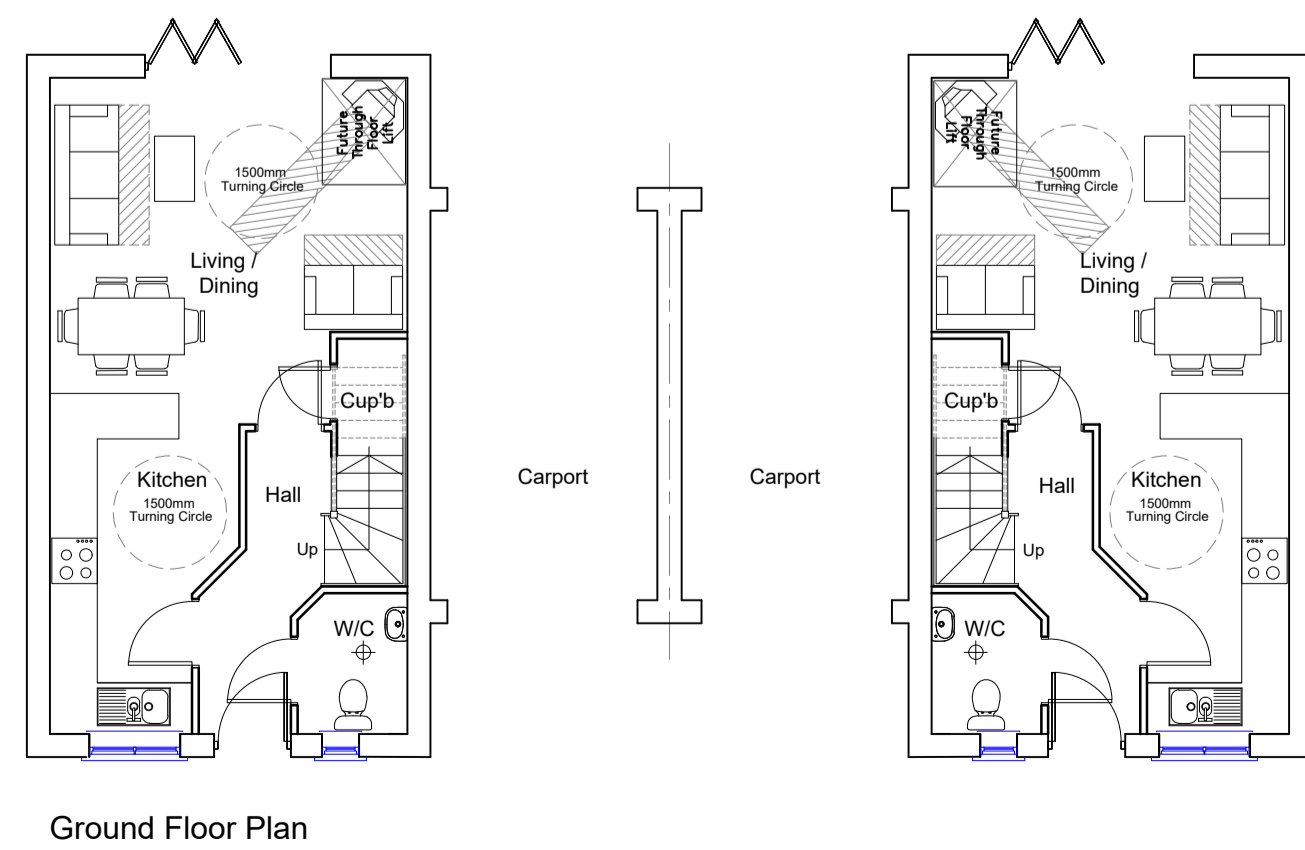 Future
Through
Floor
Lift
1500mm
Turning Circle
Living /
Dining
Cup'b
Kitchen
1500mm
Turning Circle
Hall
Up
W/C
Carport
Carport
Future
Through
Floor
Lift
1500mm
Turning Circle
Living /
Dining
Cup'b
Hall
Kitchen
1500mm
Turning Circle
Up
W/C
Ground Floor Plan